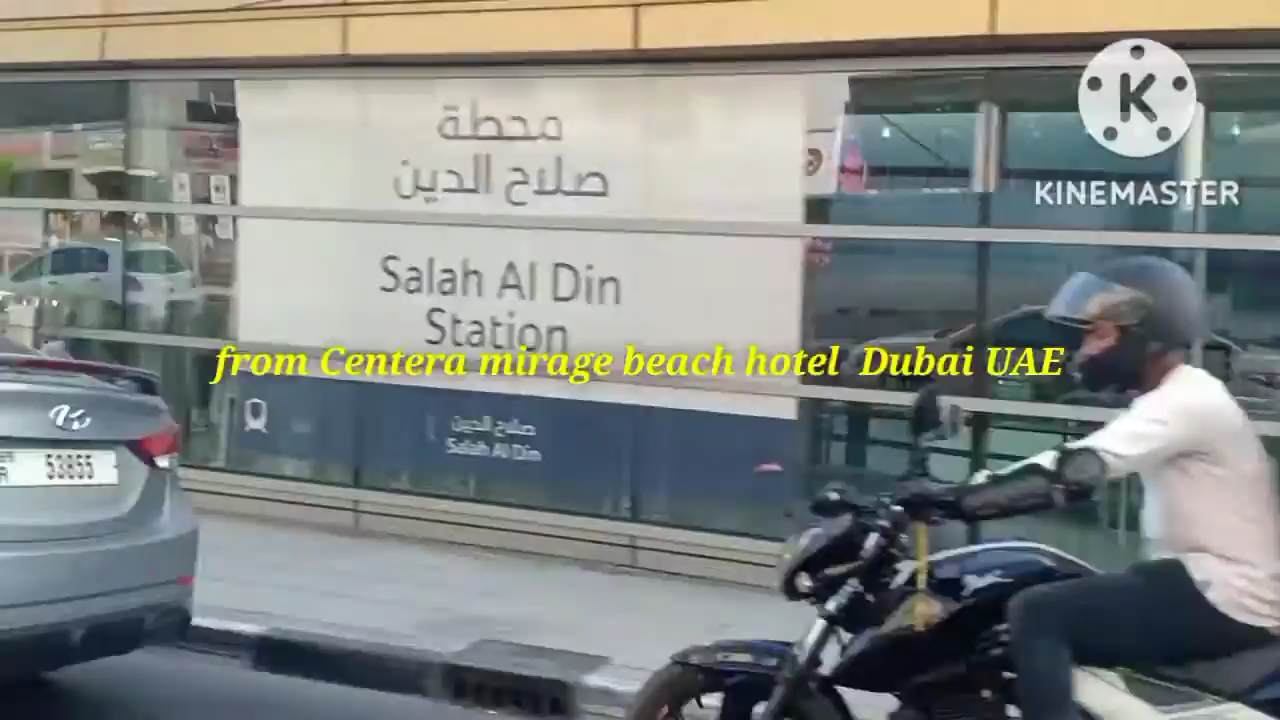 محطة
صلاح الدين
Salah Al Din
Station
from Centera mirage beach hotel Dubai UAE
صلاح الدين
Salah Al Din
53855
K
KINEMASTER